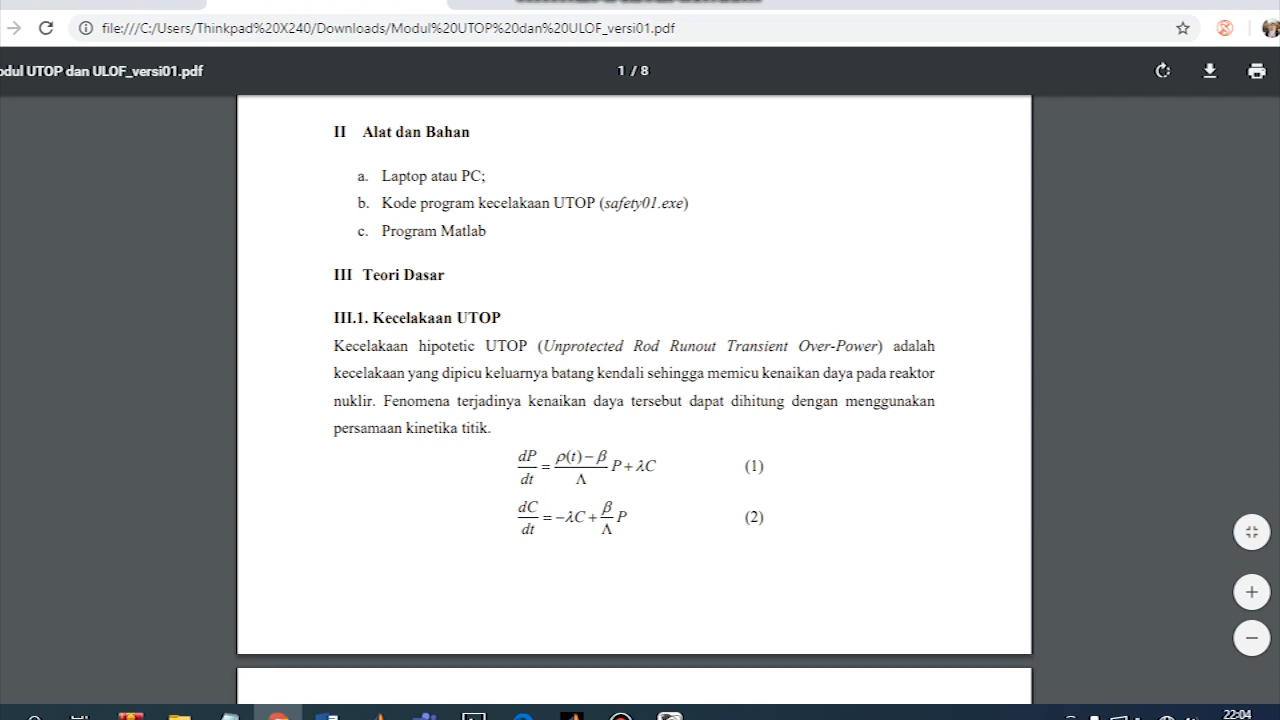 file:///C:/Users/Thinkpad%20X240/Downloads/Modul%20UTOP%20dan%20ULOF_versi01.pdf
odul UTOP dan ULOF_versi01.pdf
1 / 8
II Alat dan Bahan
a. Laptop atau PC;
b. Kode program kecelakaan UTOP (safety01.exe)
c. Program Matlab
III Teori Dasar
III.1. Kecelakaan UTOP
Kecelakaan hipotetic UTOP (Unprotected Rod Runout Transient Over-Power) adalah
kecelakaan yang dipicu keluarnya batang kendali sehingga memicu kenaikan daya pada reaktor
nuklir. Fenomena terjadinya kenaikan daya tersebut dapat dihitung dengan menggunakan
persamaan kinetika titik.
dP/dt = (ρ(t) − β)/Λ P + λC (1)
dC/dt = −λC + β/Λ P (2)
22:04